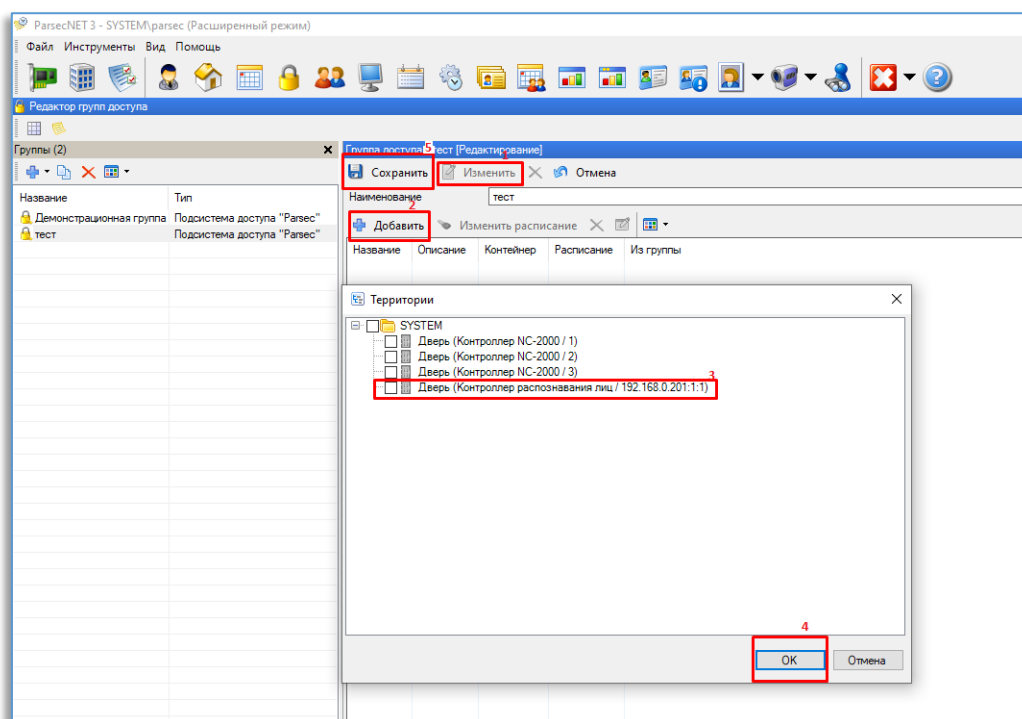 ParsecNET 3 - SYSTEM\parsec (Расширенный режим)
Файл Инструменты Вид Помощь
Редактор групп доступа
Группы (2)
Группа доступа тест [Редактирование]
5
Сохранить Изменить Отмена
Название Тип
Демонстрационная группа Подсистема доступа "Parsec"
тест Подсистема доступа "Parsec"
Наименование тест
2
Добавить Изменить расписание
Название Описание Контейнер Расписание Из группы
Территории
SYSTEM
Дверь (Контроллер NC-2000 / 1)
Дверь (Контроллер NC-2000 / 2)
Дверь (Контроллер NC-2000 / 3)
3
Дверь (Контроллер распознавания лиц / 192.168.0.201:1:1)
4
OK Отмена